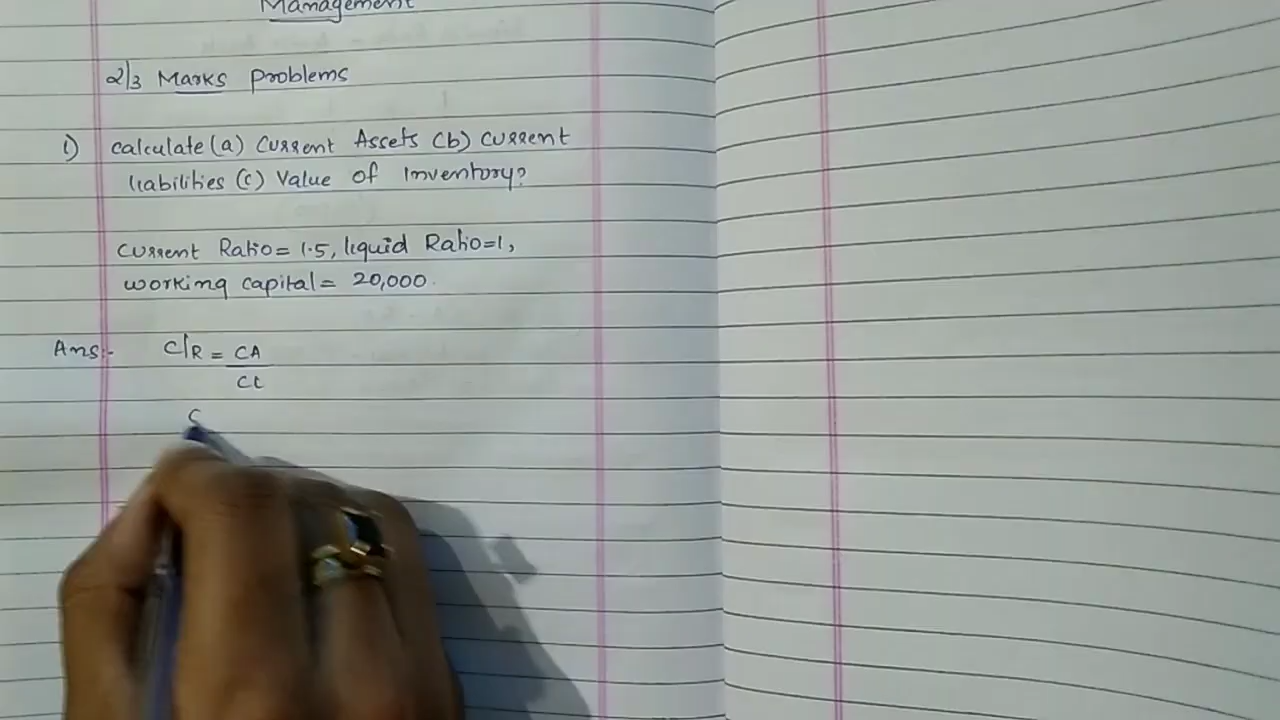 Management
2/3 Marks problems
1) calculate (a) Current Assets (b) current
liabilities (c) Value of Inventory?
Current Ratio = 1.5, liquid Ratio=1,
working capital = 20,000.
Ans:- C/R = CA
CL